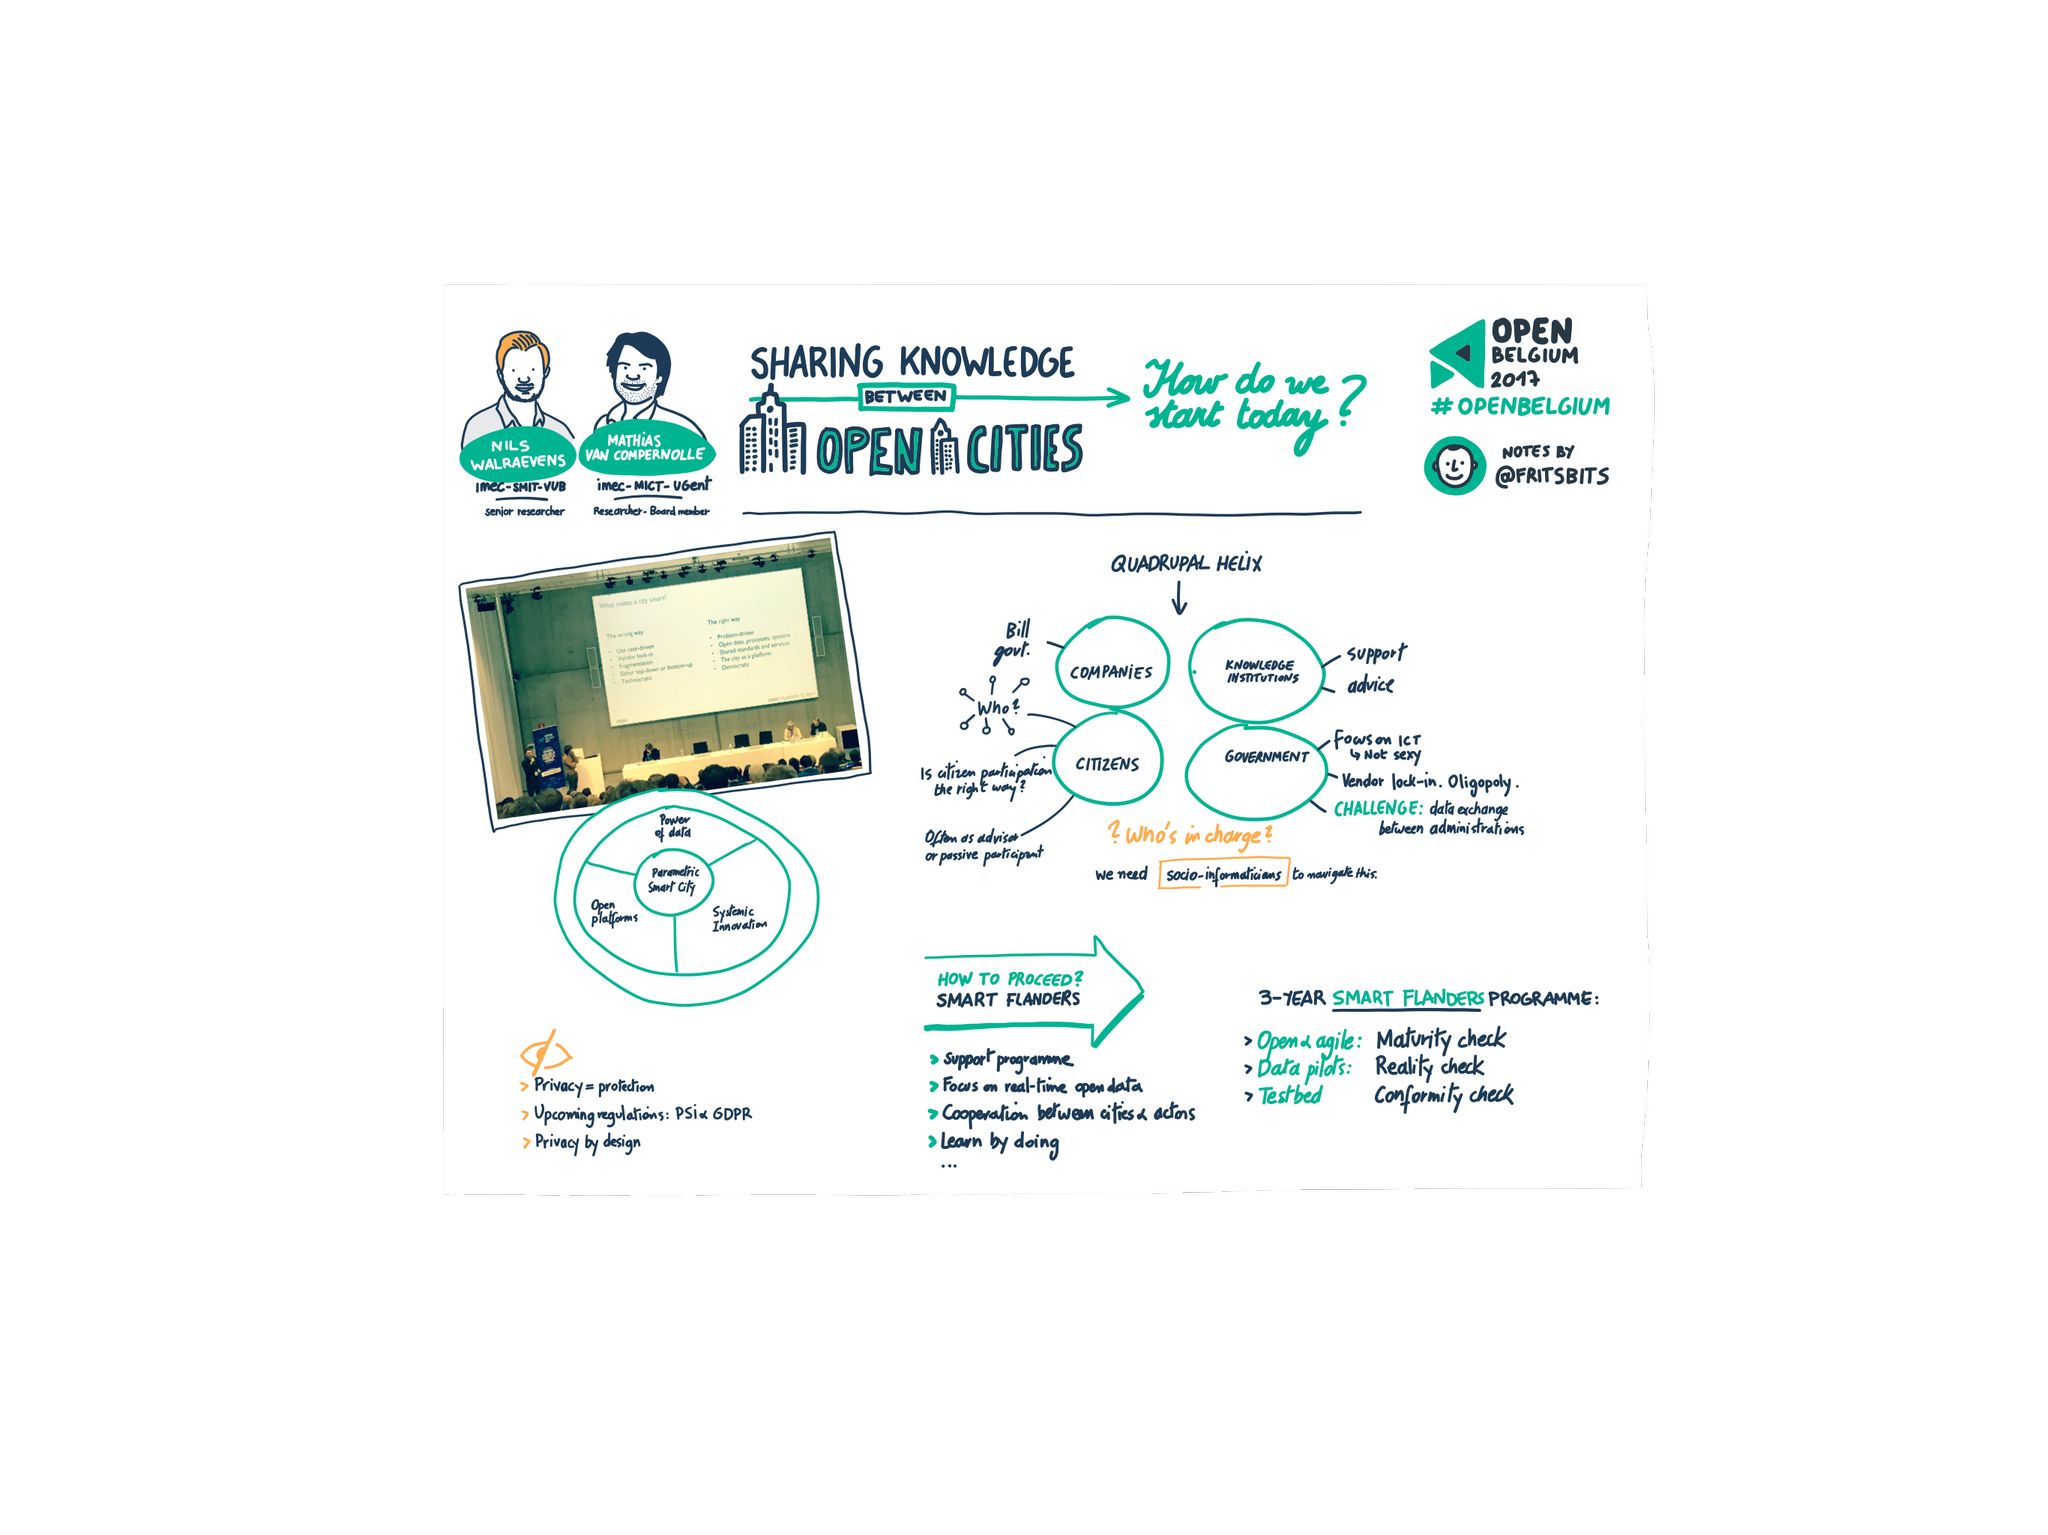 NILS
WALRAEVENS
imec-SMIT-VUB
senior researcher
MATHIAS
VAN COMPERNOLLE
imec-MICT-UGent
Researcher-Board member
SHARING KNOWLEDGE
BETWEEN
OPEN CITIES
How do we
start today?
OPEN
BELGIUM
2017
#OPENBELGIUM
NOTES BY
@FRITSBITS
What makes a city smart?
The wrong way
• Use case-driven
• Vendor lock-in
• Fragmentation
• Either top-down or bottom-up
• Technocratic
The right way
• Problem-driven
• Open data, processes, systems
• Shared standards and services
• The city as a platform
• Democratic
Power
of data
Parametric
Smart City
Open
platforms
Systemic
Innovation
> Privacy = protection
> Upcoming regulations: PSI & GDPR
> Privacy by design
QUADRUPAL HELIX
COMPANIES
Bill
govt.
KNOWLEDGE
INSTITUTIONS
support
advice
CITIZENS
Who?
Is citizen participation
the right way?
Often as advisor
or passive participant
GOVERNMENT
Focus on ICT
↳ Not sexy
Vendor lock-in. Oligopoly.
CHALLENGE: data exchange
between administrations
? Who's in charge?
we need socio-informaticians to navigate this.
HOW TO PROCEED?
SMART FLANDERS
> Support programme
> Focus on real-time open data
> Cooperation between cities & actors
> Learn by doing
...
3-YEAR SMART FLANDERS PROGRAMME:
> Open & agile: Maturity check
> Data pilots: Reality check
> Testbed Conformity check